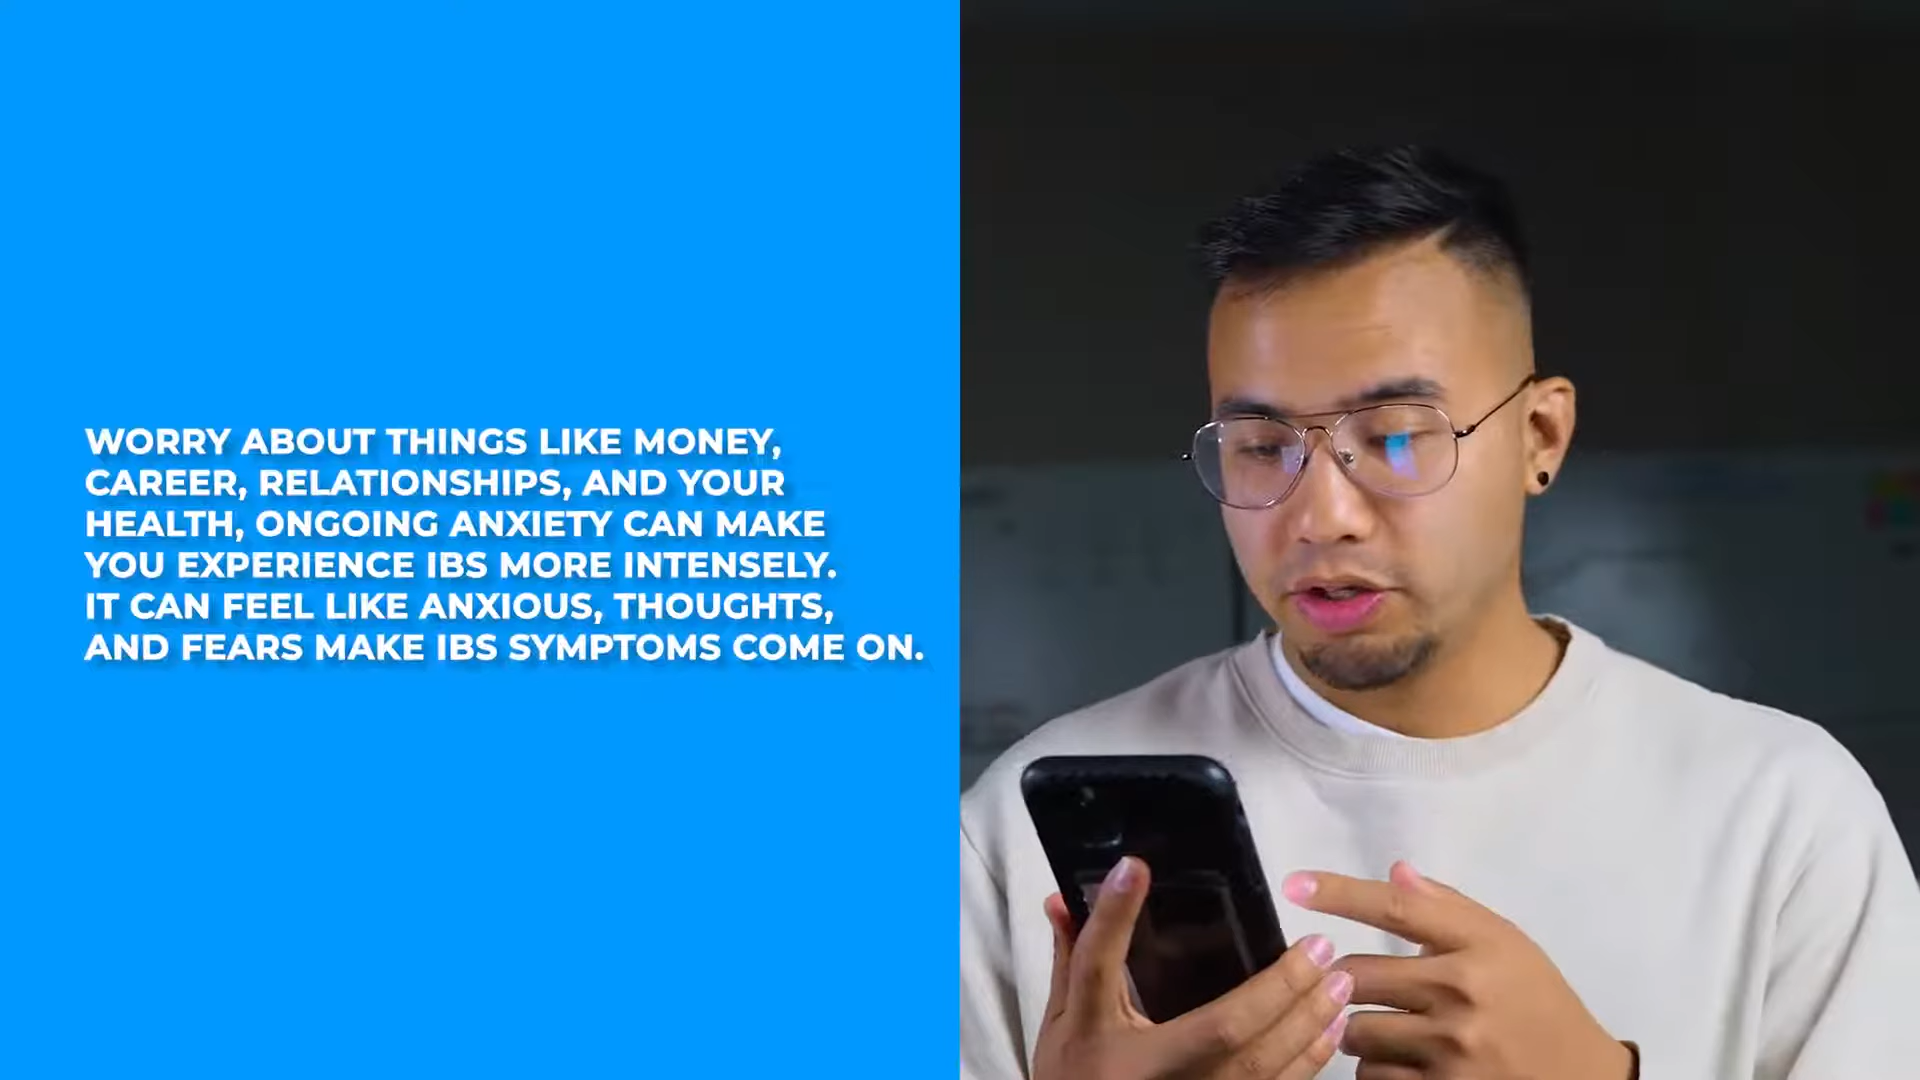 WORRY ABOUT THINGS LIKE MONEY,
CAREER, RELATIONSHIPS, AND YOUR
HEALTH, ONGOING ANXIETY CAN MAKE
YOU EXPERIENCE IBS MORE INTENSELY.
IT CAN FEEL LIKE ANXIOUS, THOUGHTS,
AND FEARS MAKE IBS SYMPTOMS COME ON.